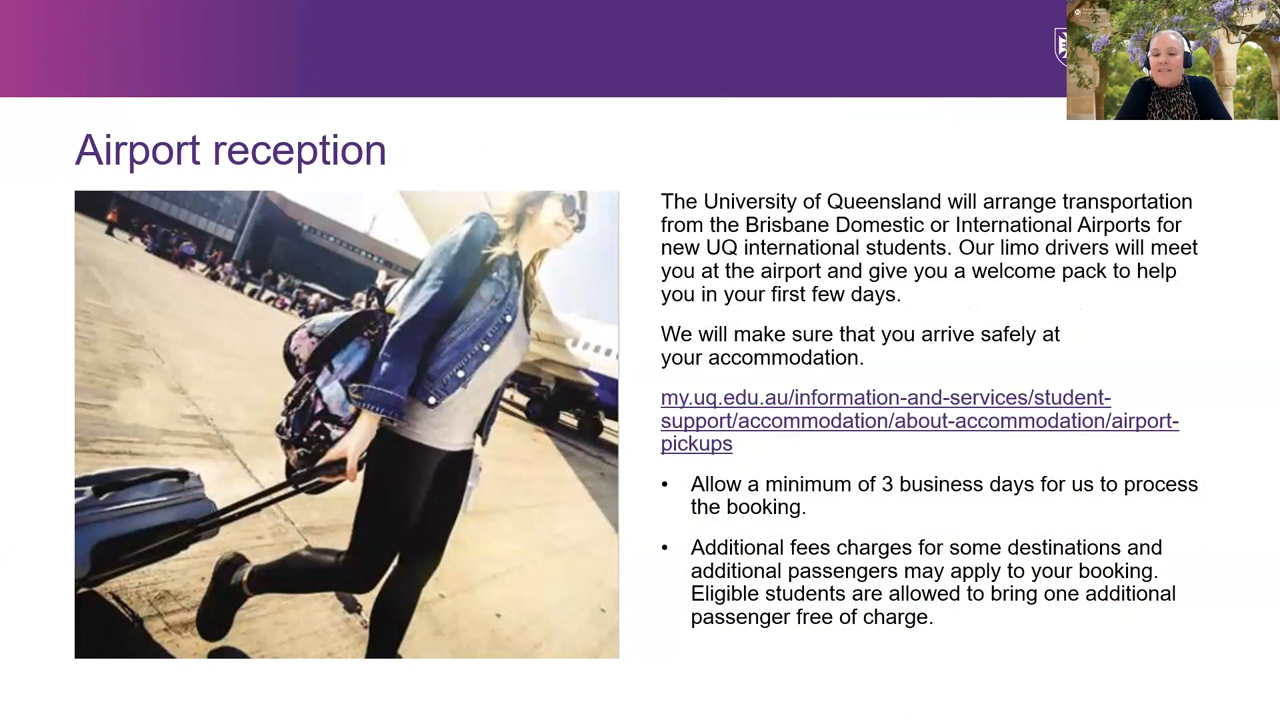 Airport reception
The University of Queensland will arrange transportation
from the Brisbane Domestic or International Airports for
new UQ international students. Our limo drivers will meet
you at the airport and give you a welcome pack to help
you in your first few days.
We will make sure that you arrive safely at
your accommodation.
my.uq.edu.au/information-and-services/student-
support/accommodation/about-accommodation/airport-
pickups
• Allow a minimum of 3 business days for us to process
the booking.
• Additional fees charges for some destinations and
additional passengers may apply to your booking.
Eligible students are allowed to bring one additional
passenger free of charge.